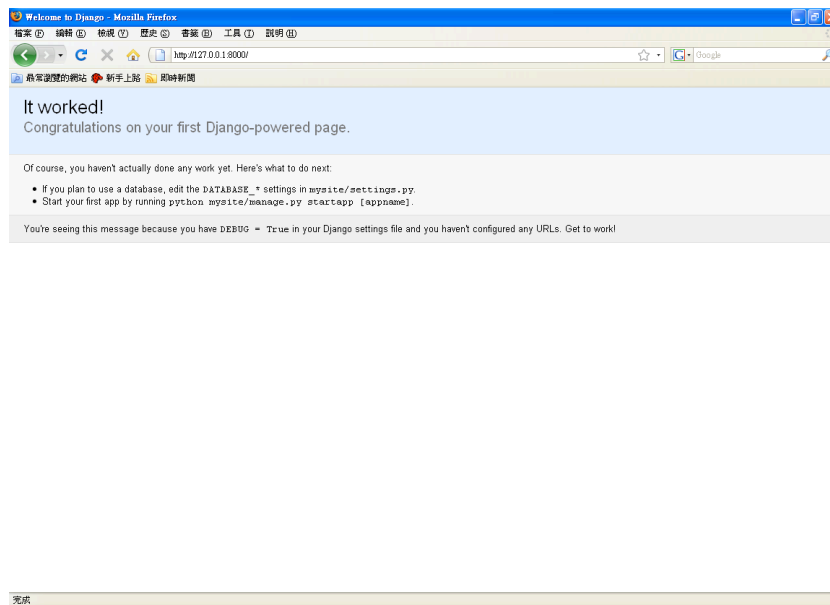 Welcome to Django - Mozilla Firefox
檔案(F) 編輯(E) 檢視(V) 歷史(S) 書籤(B) 工具(T) 說明(H)
http://127.0.0.1:8000/ Google
最常瀏覽的網站 新手上路 即時新聞
It worked!
Congratulations on your first Django-powered page.
Of course, you haven't actually done any work yet. Here's what to do next:
• If you plan to use a database, edit the DATABASE_* settings in mysite/settings.py.
• Start your first app by running python mysite/manage.py startapp [appname].
You're seeing this message because you have DEBUG = True in your Django settings file and you haven't configured any URLs. Get to work!
完成